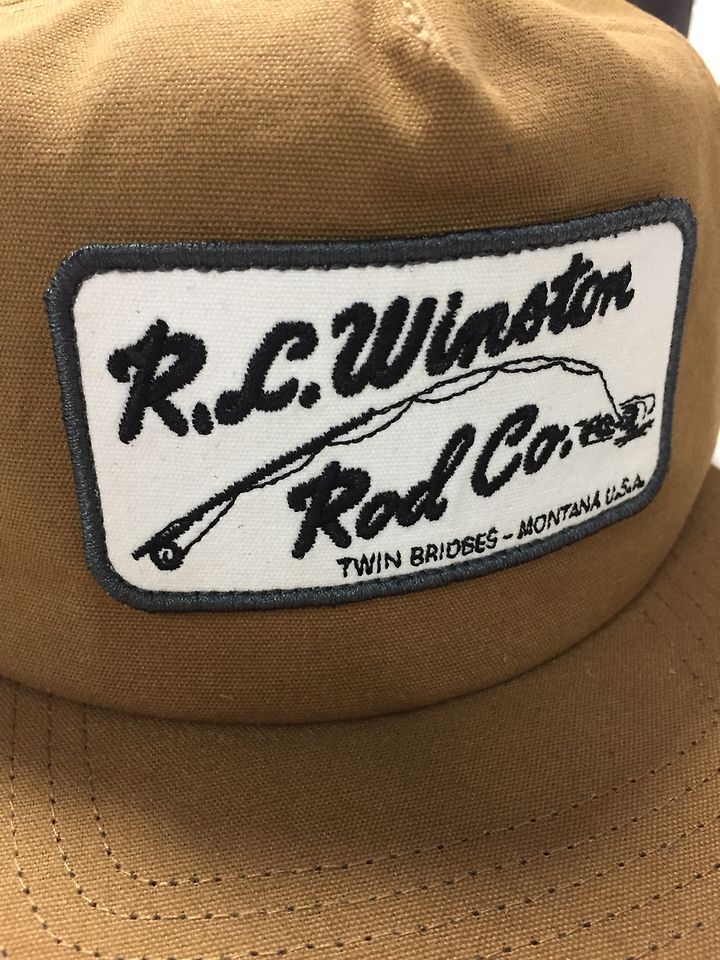 R.L. Winston
Rod Co.
TWIN BRIDGES - MONTANA U.S.A.